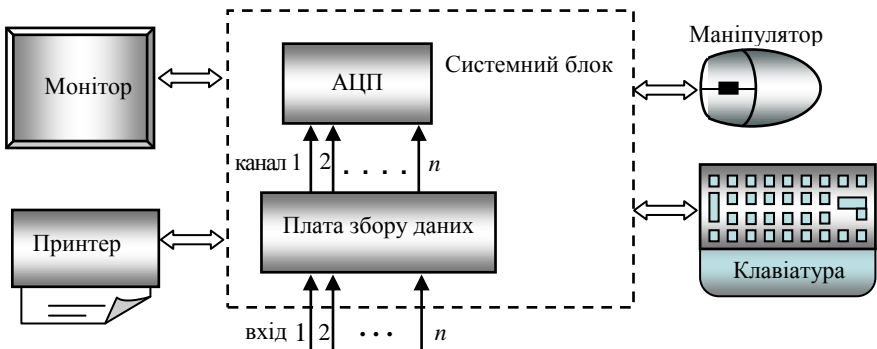 Маніпулятор
Монітор
АЦП
Системний блок
канал 1 2 . . . . n
Принтер
Плата збору даних
Клавіатура
вхід 1 2 . . . n